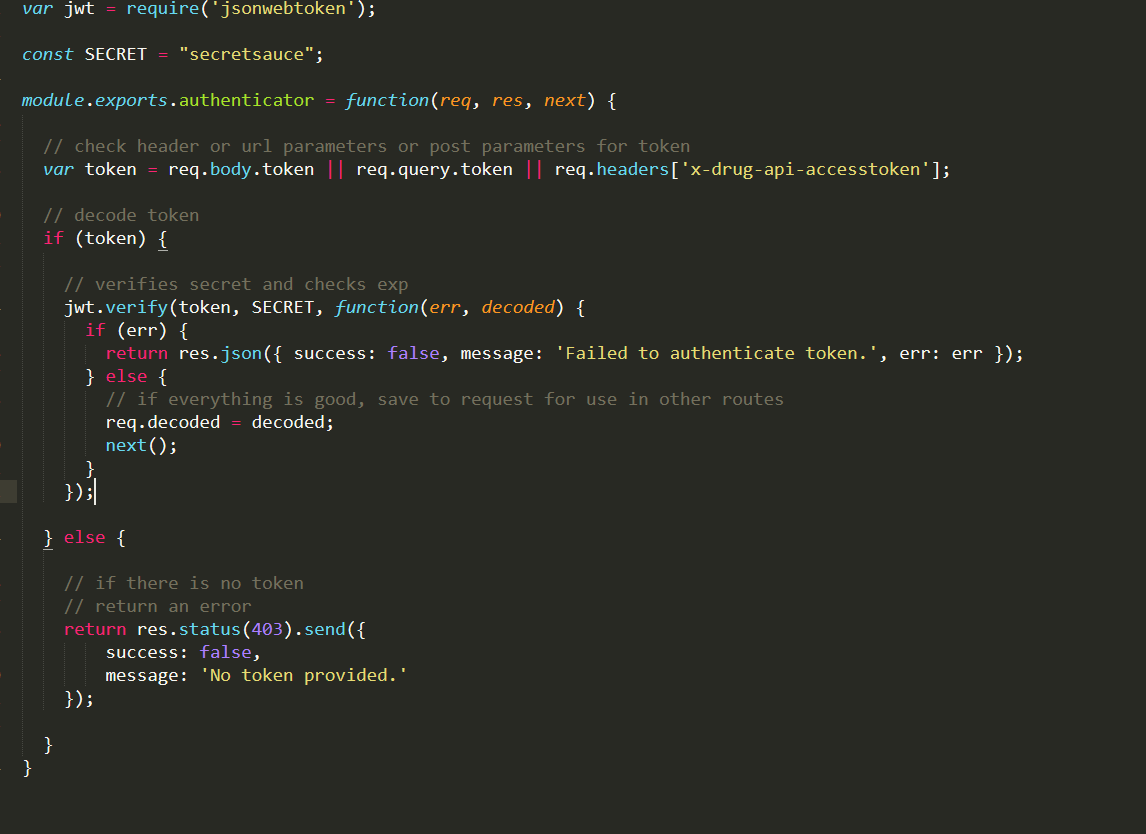 var jwt = require('jsonwebtoken');
const SECRET = "secretsauce";
module.exports.authenticator = function(req, res, next) {
// check header or url parameters or post parameters for token
var token = req.body.token || req.query.token || req.headers['x-drug-api-accesstoken'];
// decode token
if (token) {
// verifies secret and checks exp
jwt.verify(token, SECRET, function(err, decoded) {
if (err) {
return res.json({ success: false, message: 'Failed to authenticate token.', err: err });
} else {
// if everything is good, save to request for use in other routes
req.decoded = decoded;
next();
}
});
} else {
// if there is no token
// return an error
return res.status(403).send({
success: false,
message: 'No token provided.'
});
}
}